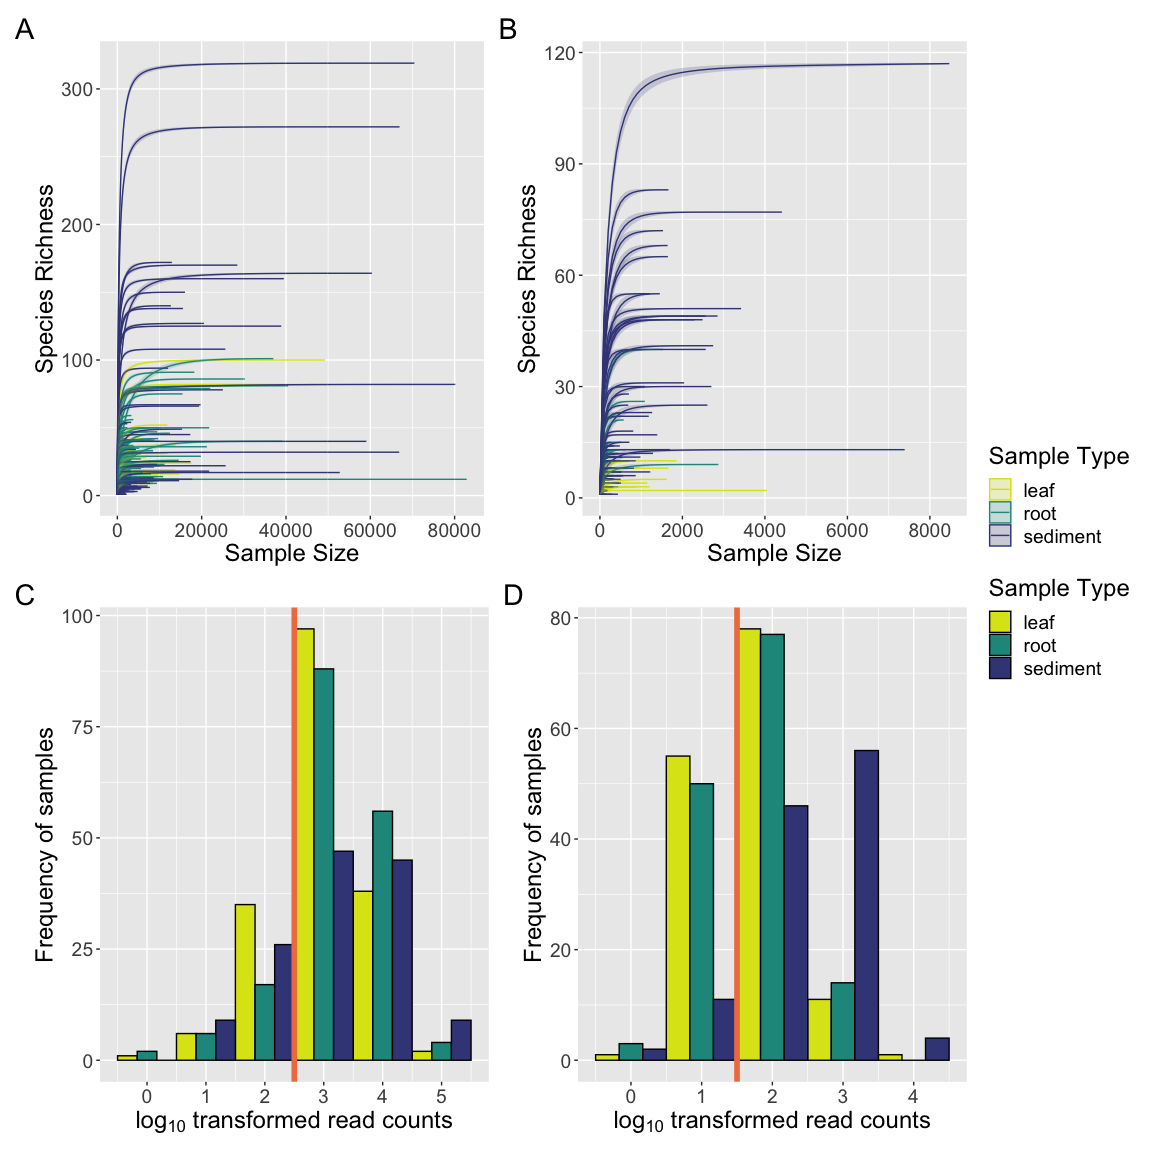 A
B
Species Richness
300
200
100
0
0 20000 40000 60000 80000
Sample Size
Species Richness
120
90
60
30
0
0 2000 4000 6000 8000
Sample Size
Sample Type
leaf
root
sediment
Sample Type
leaf
root
sediment
C
D
Frequency of samples
100
75
50
25
0
0 1 2 3 4 5
log₁₀ transformed read counts
Frequency of samples
80
60
40
20
0
0 1 2 3 4
log₁₀ transformed read counts